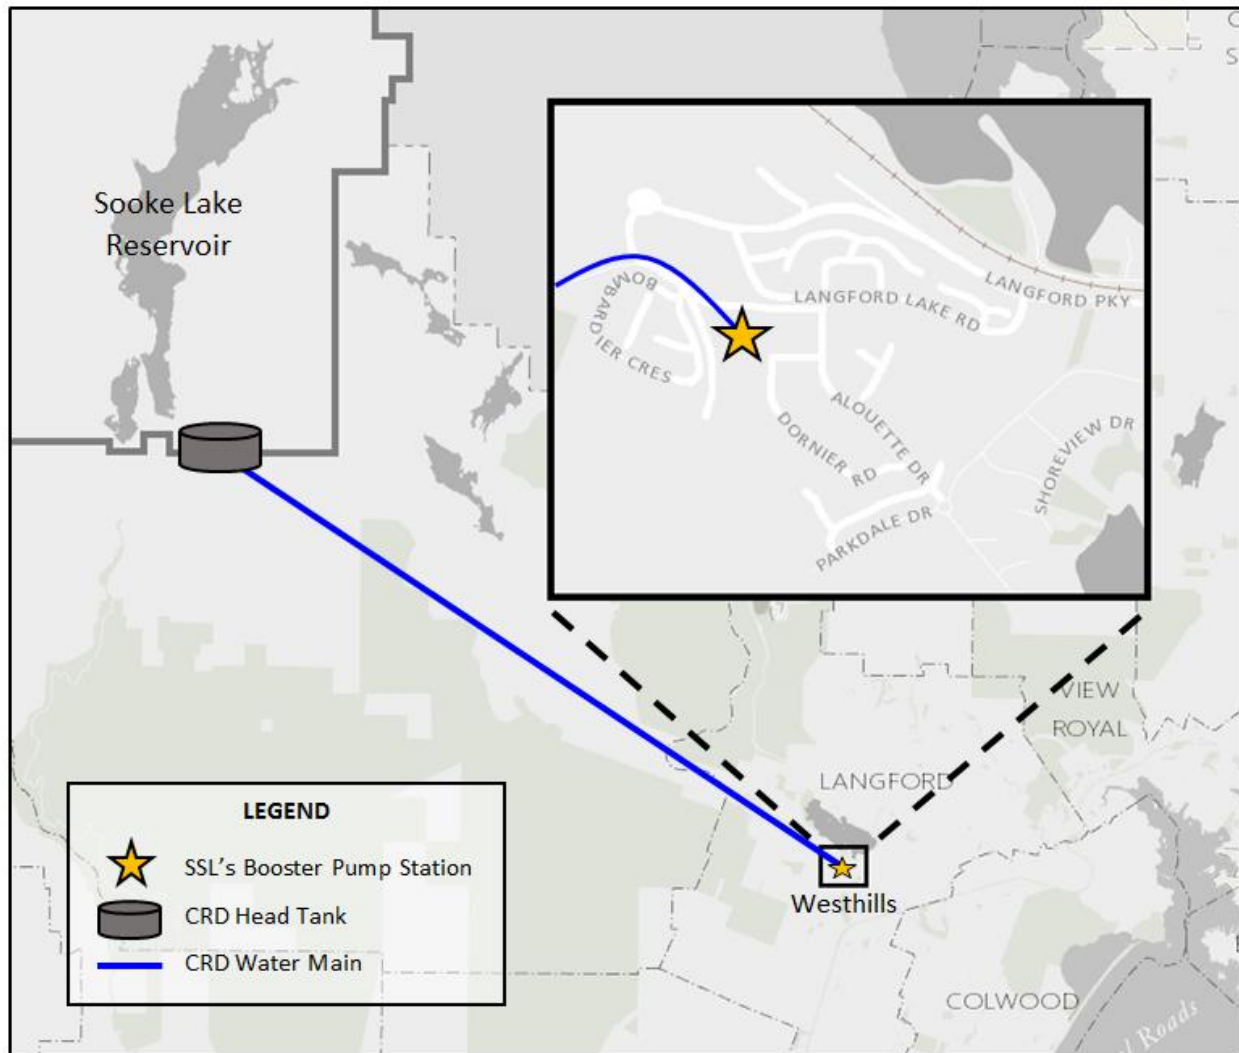 Sooke Lake
Reservoir
BOMBARDIER CRES
LANGFORD LAKE RD
LANGFORD PKY
ALOUETTE DR
DORNIER RD
SHOREVIEW DR
PARKDALE DR
VIEW
ROYAL
LANGFORD
Westhills
COLWOOD
Roads
LEGEND
SSL's Booster Pump Station
CRD Head Tank
CRD Water Main